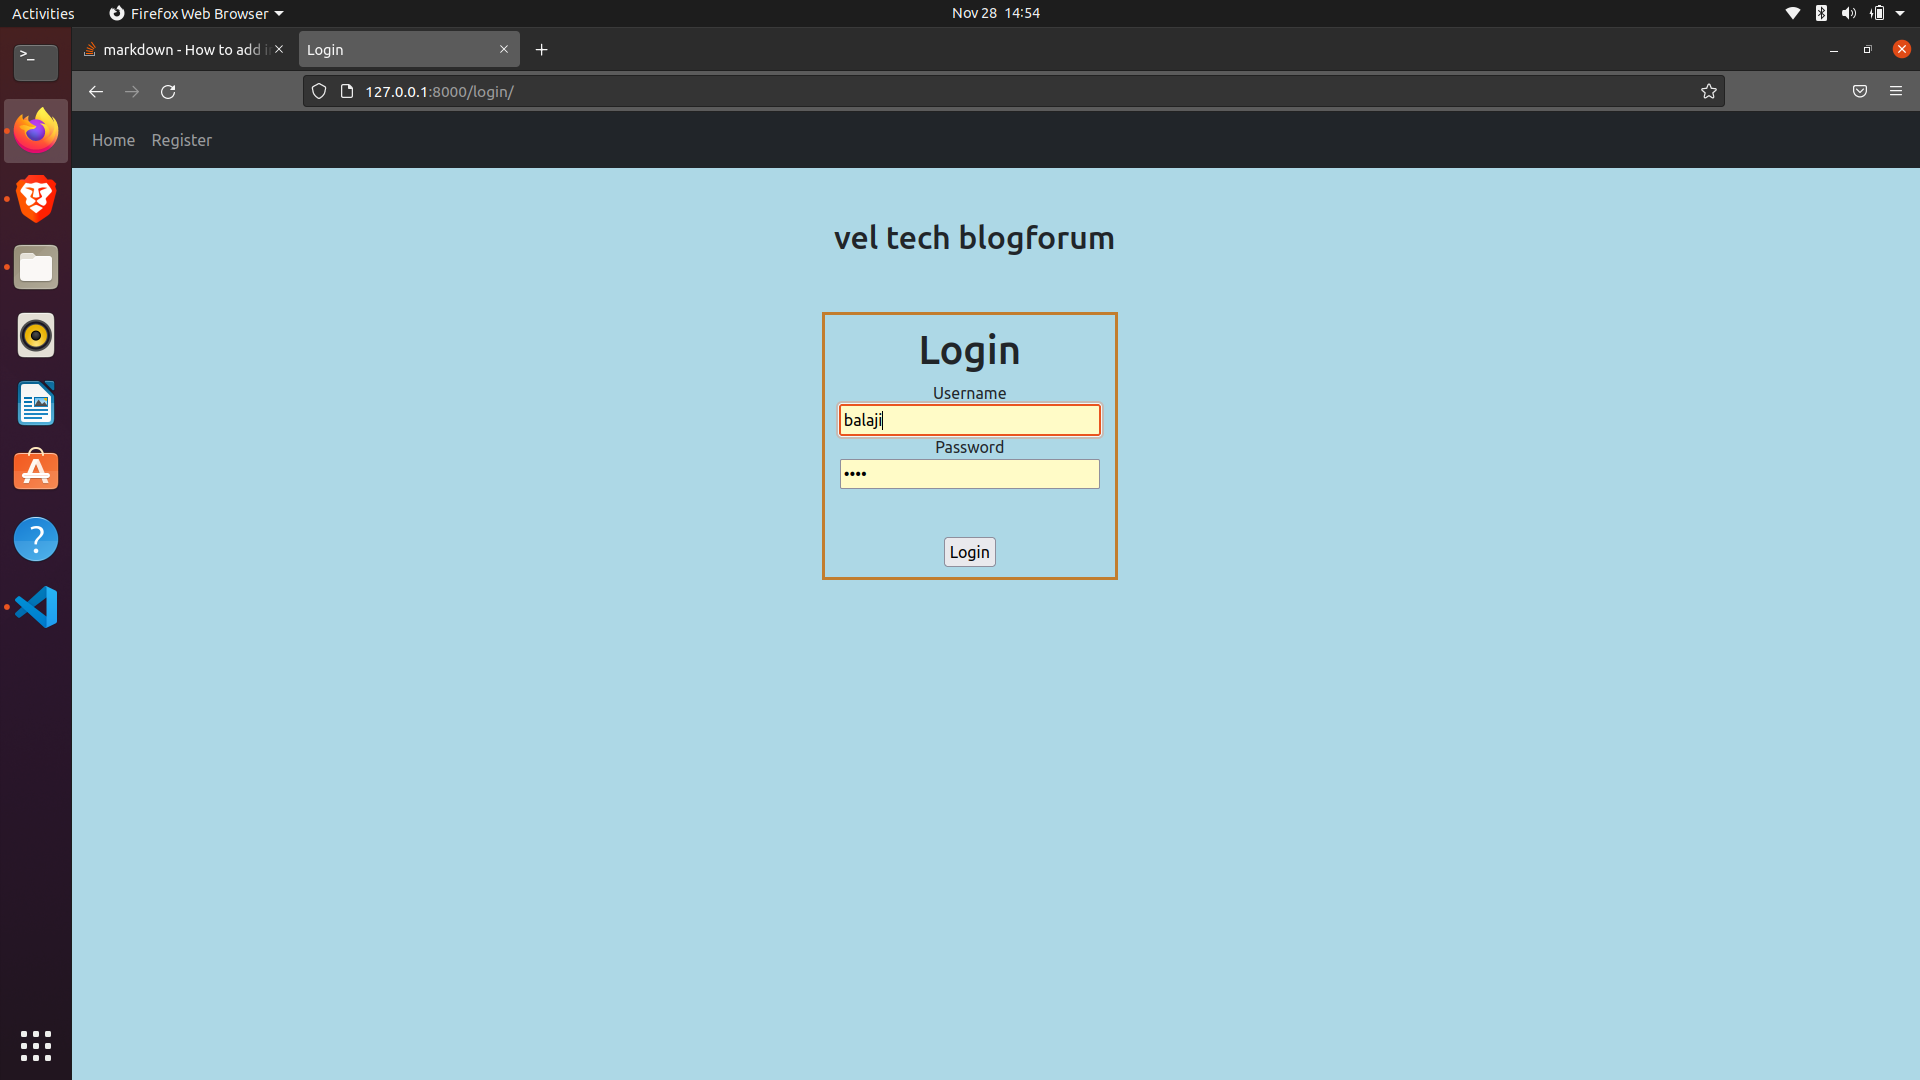 Activities
Firefox Web Browser
Nov 28 14:54
markdown - How to add i
Login
127.0.0.1:8000/login/
Home
Register
vel tech blogforum
Login
Username
balaji
Password
••••
Login